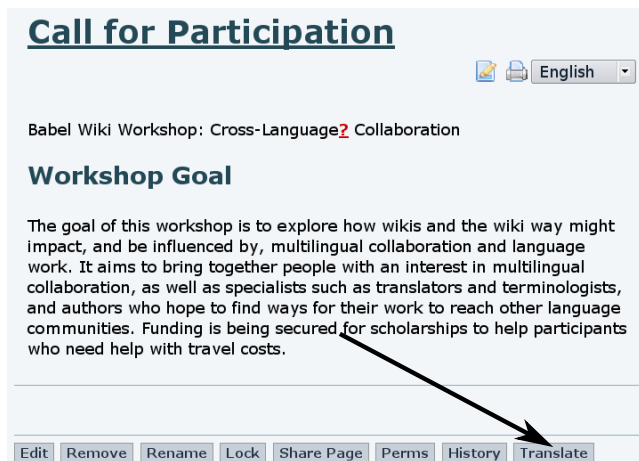 Call for Participation
English
Babel Wiki Workshop: Cross-Language? Collaboration
Workshop Goal
The goal of this workshop is to explore how wikis and the wiki way might
impact, and be influenced by, multilingual collaboration and language
work. It aims to bring together people with an interest in multilingual
collaboration, as well as specialists such as translators and terminologists,
and authors who hope to find ways for their work to reach other language
communities. Funding is being secured for scholarships to help participants
who need help with travel costs.
Edit Remove Rename Lock Share Page Perms History Translate